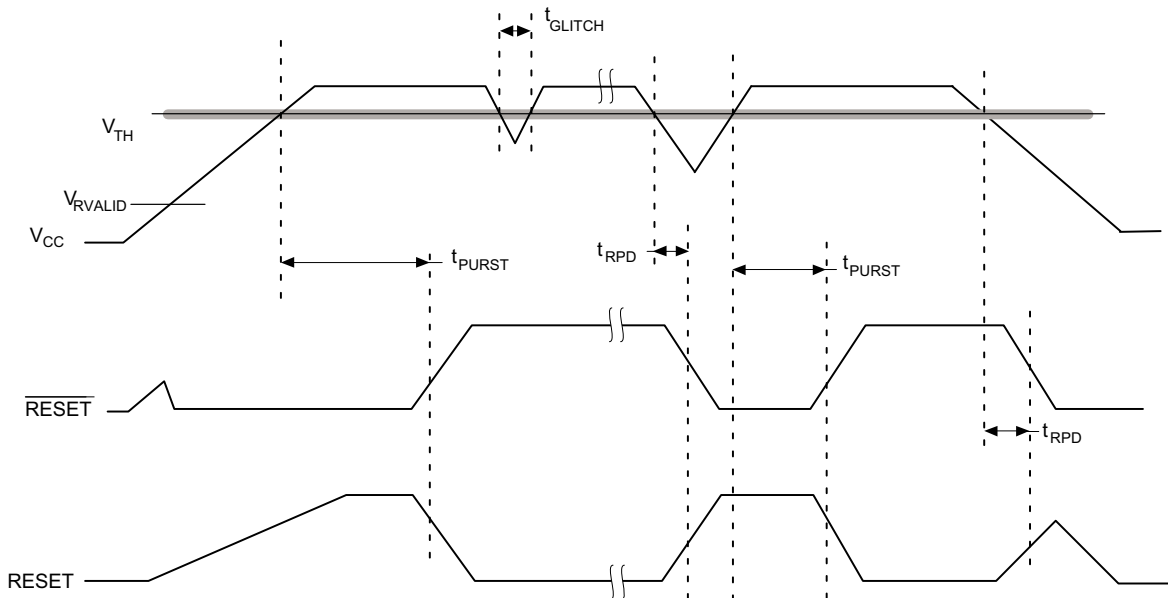 tGLITCH
VTH
VRVALID
VCC
tPURST
tRPD
tPURST
RESET
tRPD
RESET